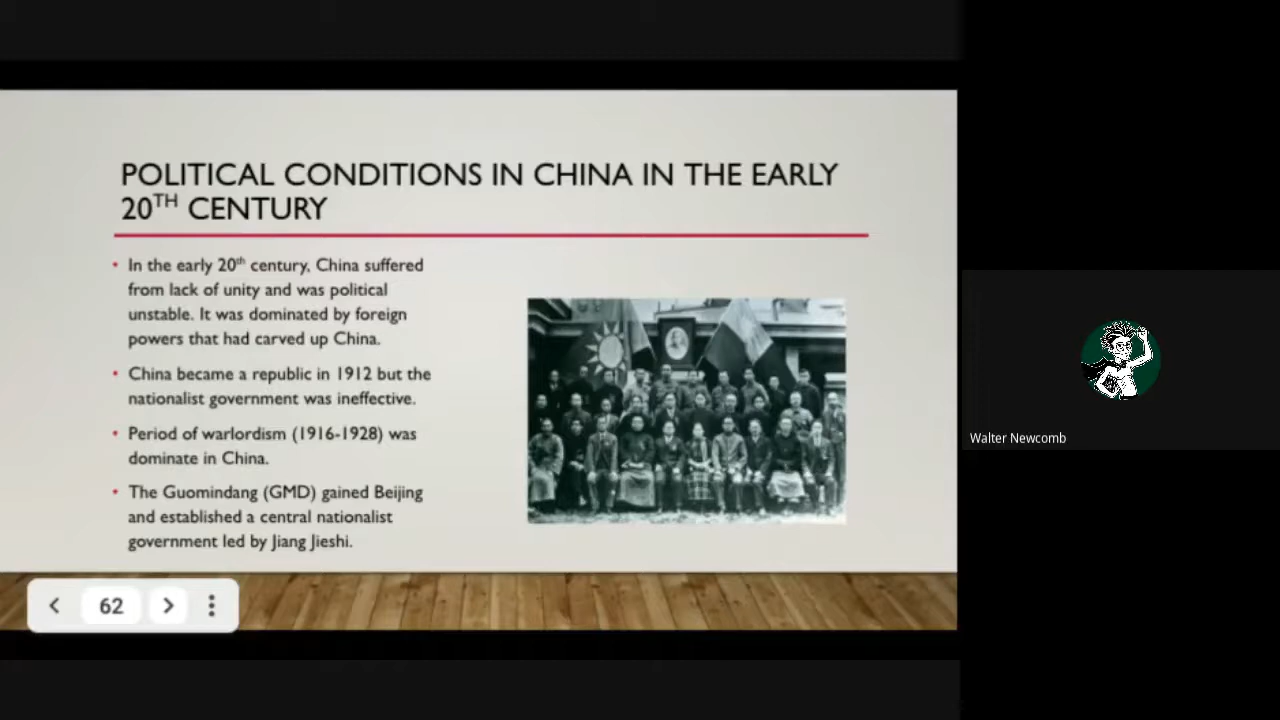 POLITICAL CONDITIONS IN CHINA IN THE EARLY
20TH CENTURY
• In the early 20th century, China suffered
from lack of unity and was political
unstable. It was dominated by foreign
powers that had carved up China.
• China became a republic in 1912 but the
nationalist government was ineffective.
• Period of warlordism (1916-1928) was
dominate in China.
• The Guomindang (GMD) gained Beijing
and established a central nationalist
government led by Jiang Jieshi.
62
Walter Newcomb